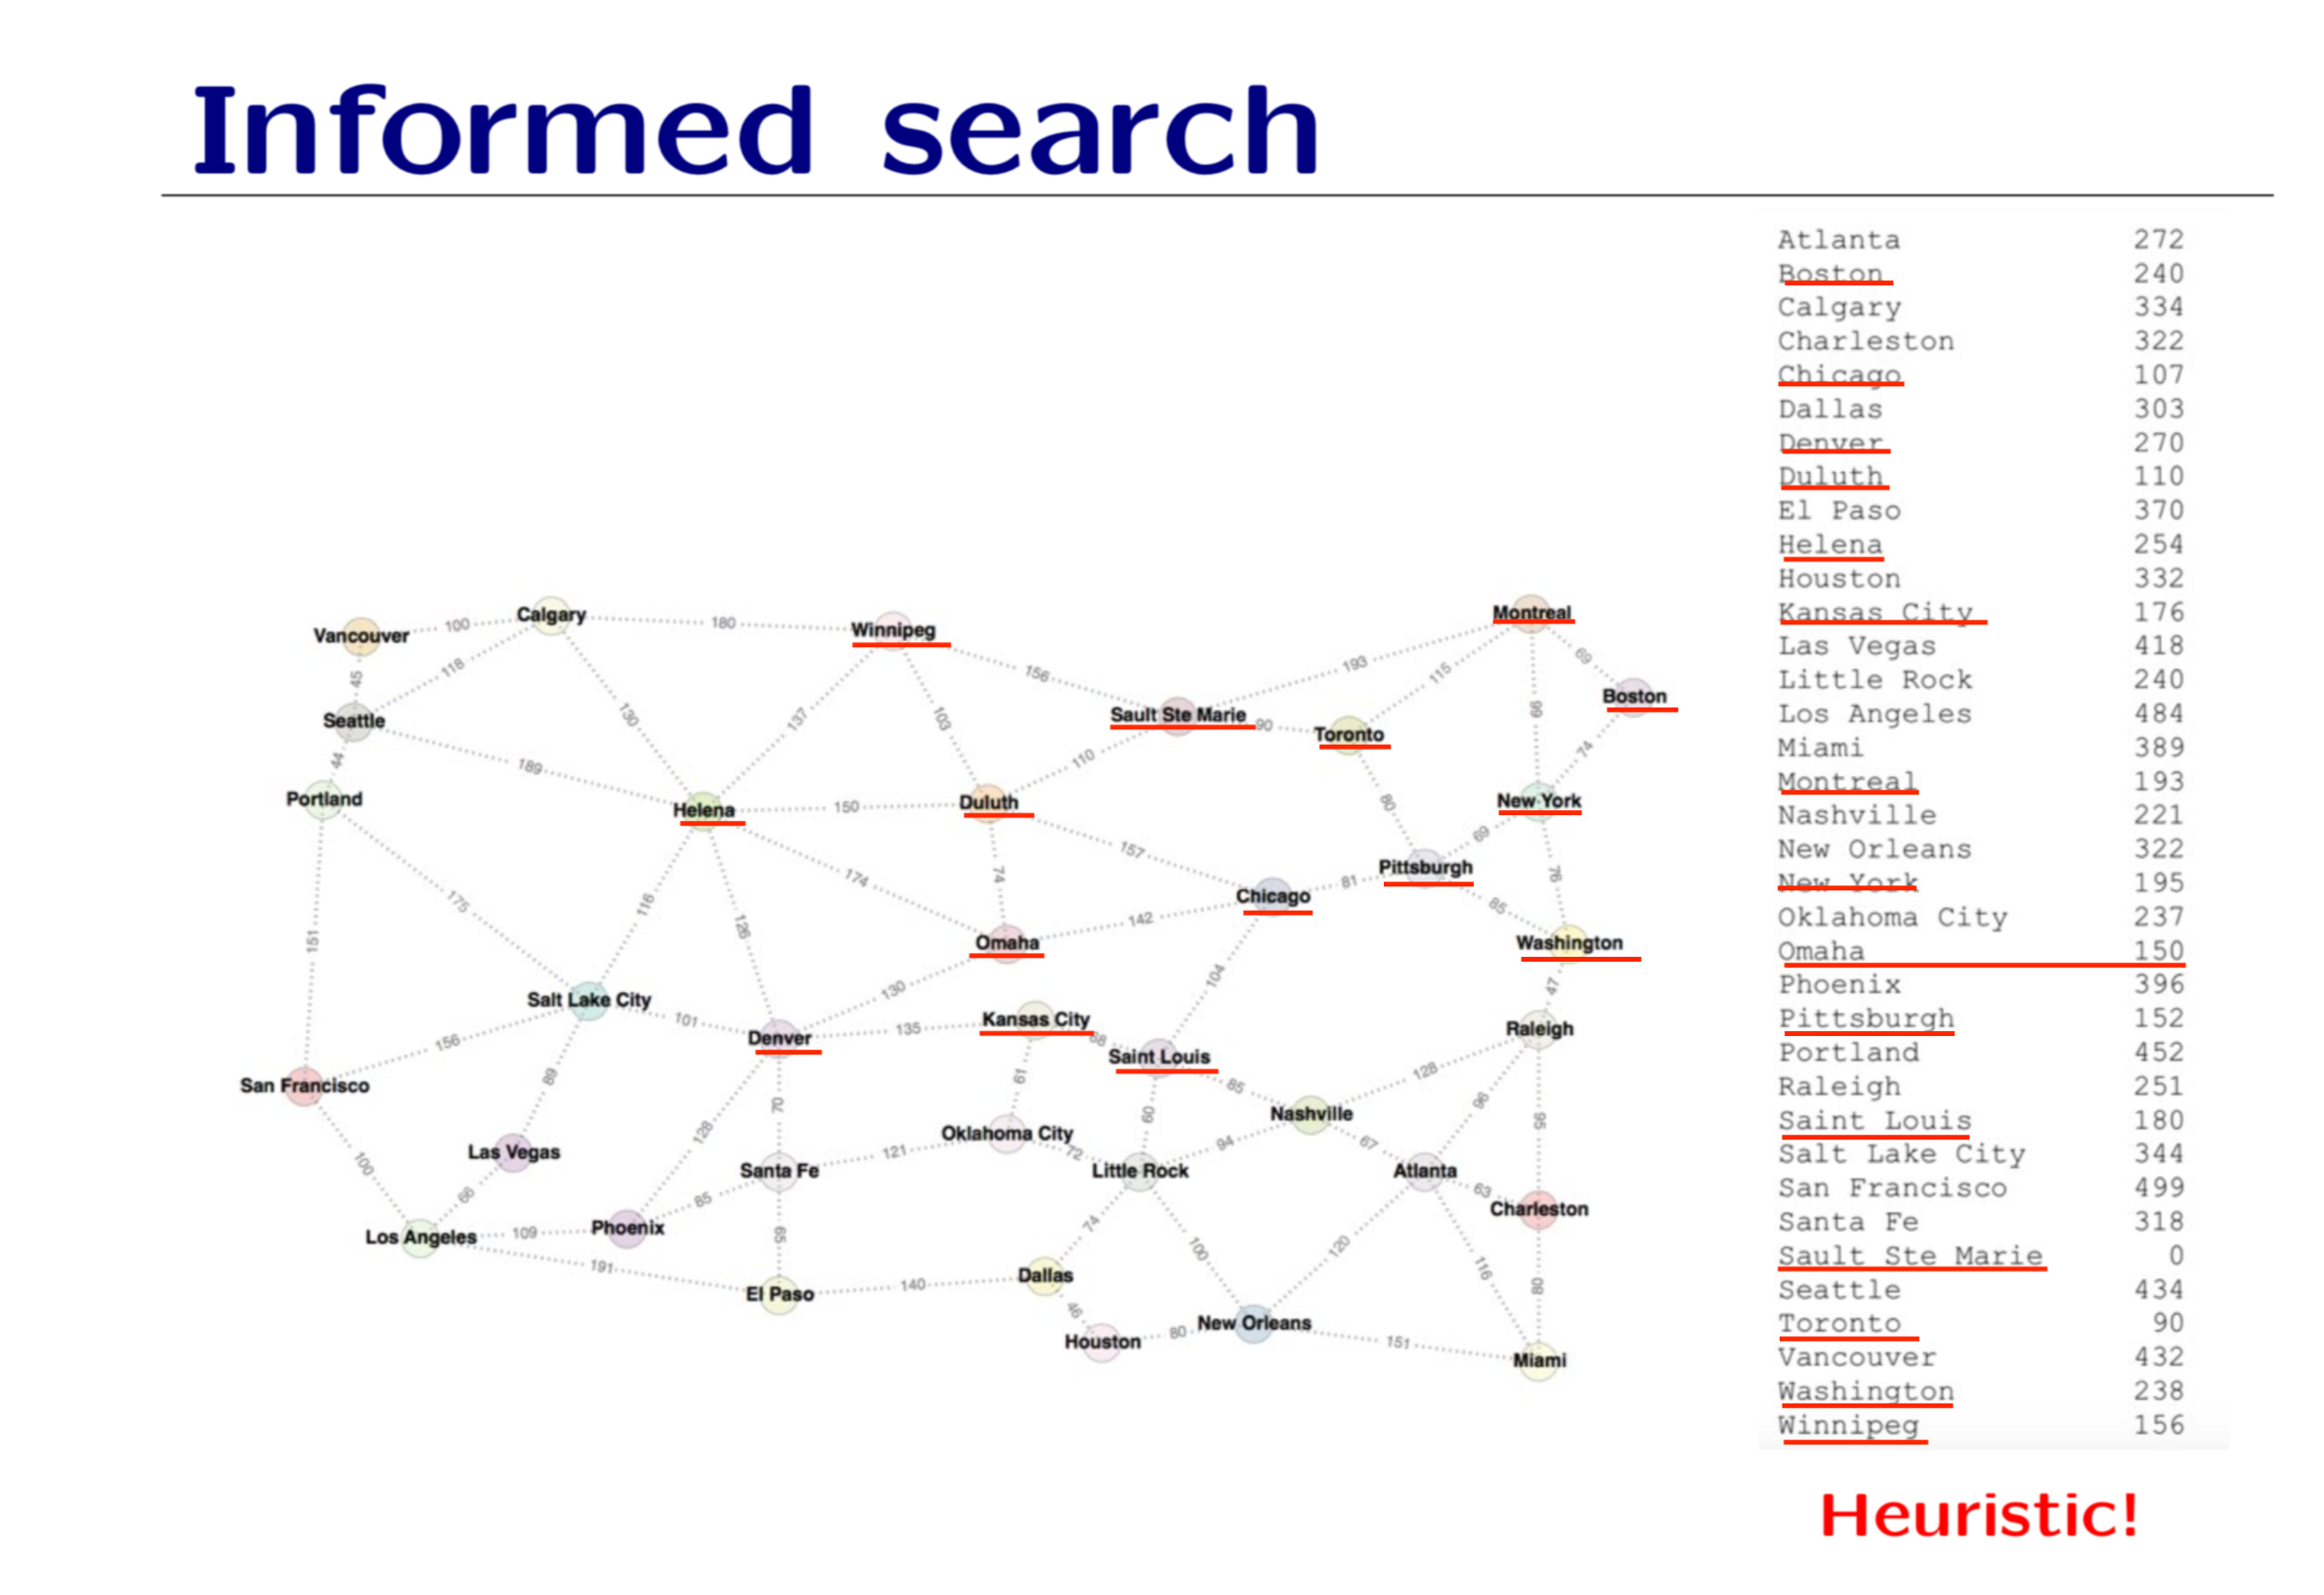 Informed search
Atlanta 272
Boston 240
Calgary 334
Charleston 322
Chicago 107
Dallas 303
Denver 270
Duluth 110
El Paso 370
Helena 254
Houston 332
Kansas City 176
Las Vegas 418
Little Rock 240
Los Angeles 484
Miami 389
Montreal 193
Nashville 221
New Orleans 322
New York 195
Oklahoma City 237
Omaha 150
Phoenix 396
Pittsburgh 152
Portland 452
Raleigh 251
Saint Louis 180
Salt Lake City 344
San Francisco 499
Santa Fe 318
Sault Ste Marie 0
Seattle 434
Toronto 90
Vancouver 432
Washington 238
Winnipeg 156
Heuristic!
Vancouver
100
Calgary
180
Winnipeg
Montreal
45
118
156
193
115
69
Seattle
130
137
103
Sault Ste Marie
90
Toronto
Boston
44
189
110
99
74
Portland
Helena
150
Duluth
80
New York
175
174
74
157
69
76
116
126
Chicago
81
Pittsburgh
85
151
142
Omaha
Washington
Salt Lake City
101
130
104
47
156
Denver
135
Kansas City
68
Saint Louis
Raleigh
San Francisco
89
70
61
85
128
128
60
96
95
Las Vegas
Oklahoma City
Nashville
100
66
Santa Fe
121
72
Little Rock
94
67
Atlanta
85
63
Charleston
Los Angeles
109
Phoenix
65
74
100
120
116
80
191
El Paso
140
Dallas
46
Houston
80
New Orleans
151
Miami